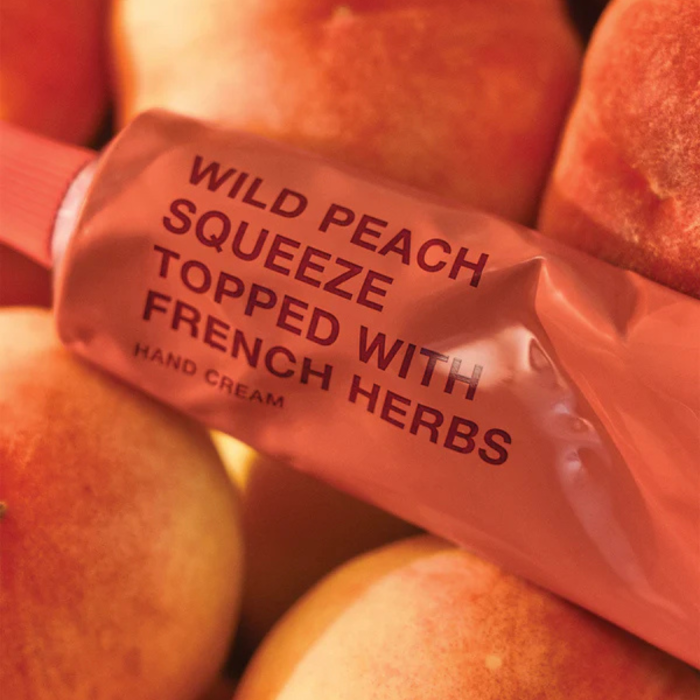 WILD PEACH
SQUEEZE
TOPPED WITH
FRENCH HERBS
HAND CREAM